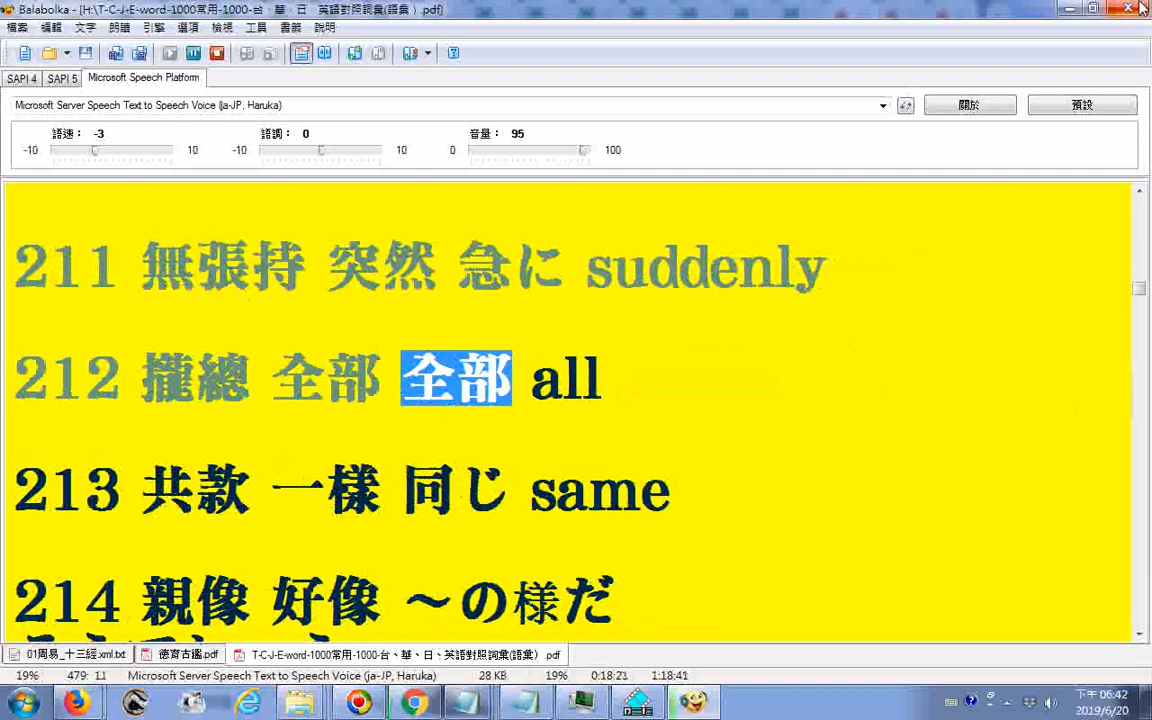 Balabolka - [H:\T-C-J-E-word-1000常用-1000-台、華、日、英語對照詞彙(語彙).pdf]
檔案 編輯 文字 朗讀 引擎 選項 檢視 工具 書籤 說明
SAPI 4 SAPI 5 Microsoft Speech Platform
Microsoft Server Speech Text to Speech Voice (ja-JP, Haruka) 關於 預設
語速： -3 語調： 0 音量： 95
-10 10 -10 10 0 100
211 無張持 突然 急に suddenly
212 攏總 全部 全部 all
213 共款 一樣 同じ same
214 親像 好像 ～の様だ
01周易_十三經.xml.txt 德育古鑑.pdf T-C-J-E-word-1000常用-1000-台、華、日、英語對照詞彙(語彙) .pdf
19% 479: 11 Microsoft Server Speech Text to Speech Voice (ja-JP, Haruka) 28 KB 19% 0:18:21 1:18:41
下午 06:42
2019/6/20